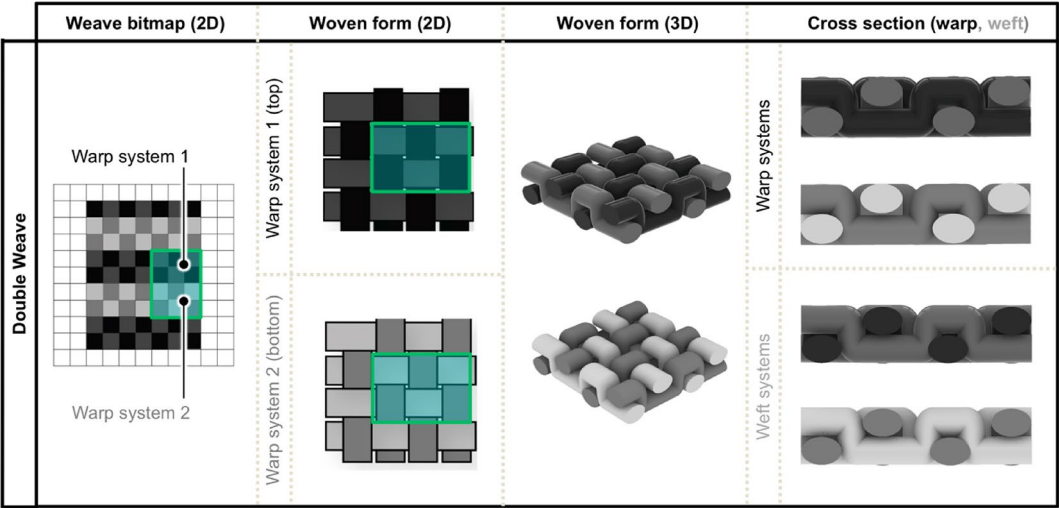 Weave bitmap (2D)
Woven form (2D)
Woven form (3D)
Cross section (warp, weft)
Double Weave
Warp system 1
Warp system 2
Warp system 1 (top)
Warp system 2 (bottom)
Warp systems
Weft systems